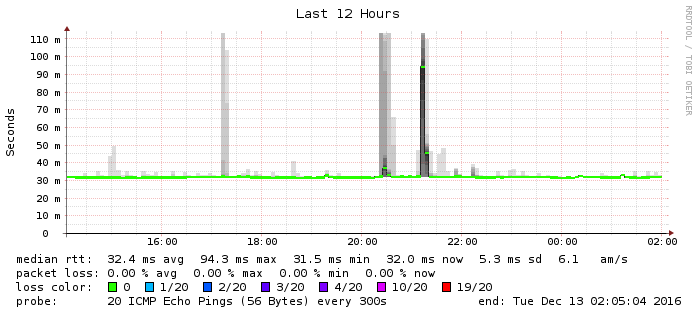 Last 12 Hours
RRDTOOL / TOBI OETIKER
Seconds
110 m
100 m
90 m
80 m
70 m
60 m
50 m
40 m
30 m
20 m
10 m
0
16:00 18:00 20:00 22:00 00:00 02:00
median rtt: 32.4 ms avg 94.3 ms max 31.5 ms min 32.0 ms now 5.3 ms sd 6.1 am/s
packet loss: 0.00 % avg 0.00 % max 0.00 % min 0.00 % now
loss color: 0 1/20 2/20 3/20 4/20 10/20 19/20
probe: 20 ICMP Echo Pings (56 Bytes) every 300s end: Tue Dec 13 02:05:04 2016